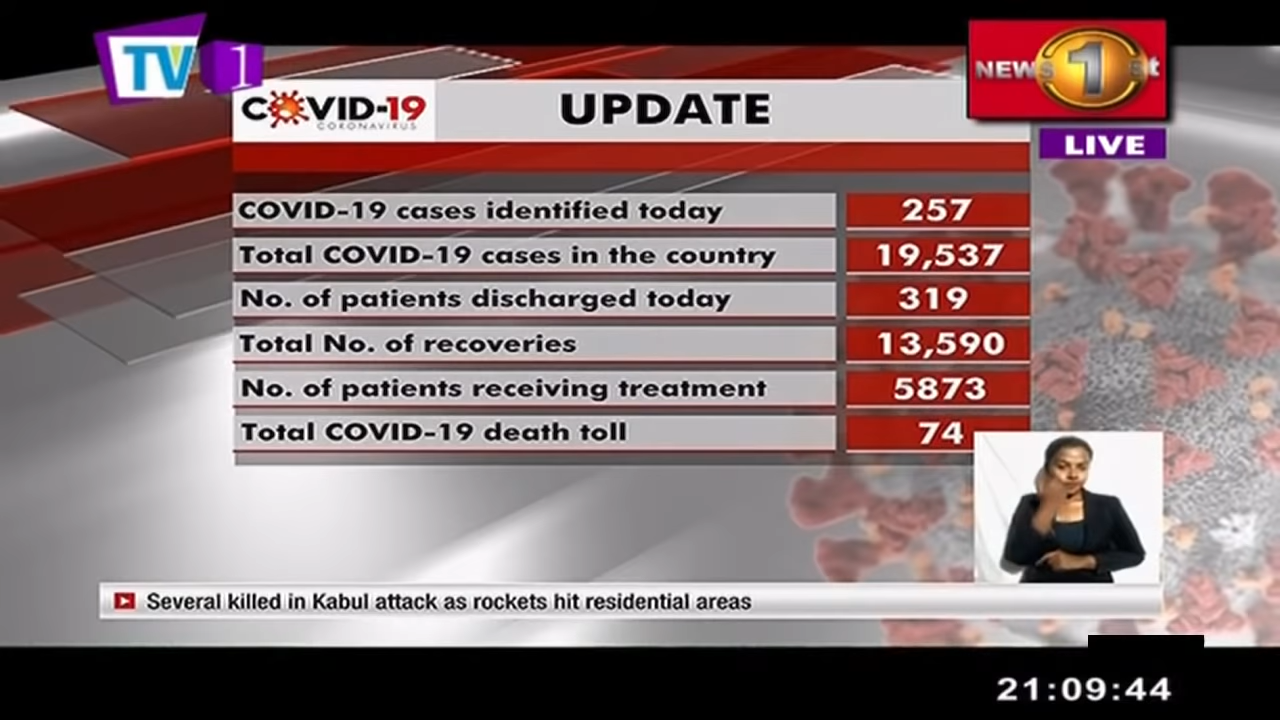 TV 1
NEWS 1st
LIVE
COVID-19
CORONAVIRUS
UPDATE
COVID-19 cases identified today 257
Total COVID-19 cases in the country 19,537
No. of patients discharged today 319
Total No. of recoveries 13,590
No. of patients receiving treatment 5873
Total COVID-19 death toll 74
Several killed in Kabul attack as rockets hit residential areas
21:09:44